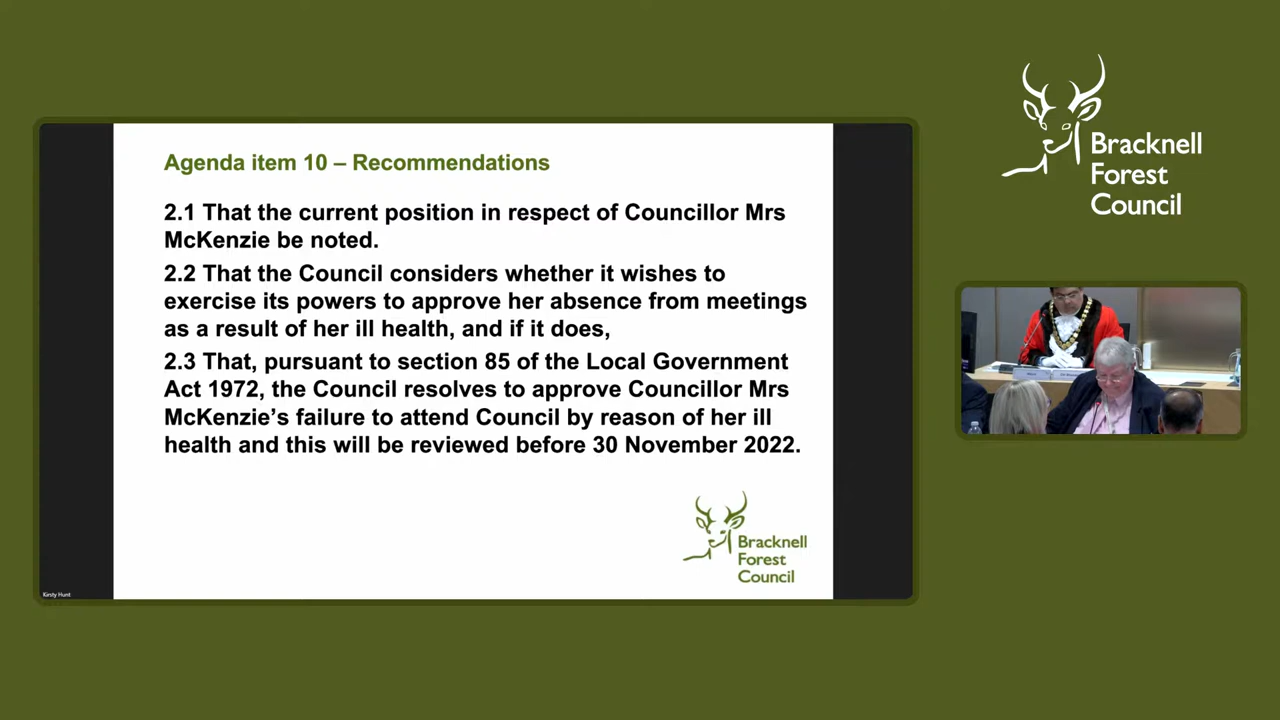 Agenda item 10 – Recommendations
2.1 That the current position in respect of Councillor Mrs
McKenzie be noted.
2.2 That the Council considers whether it wishes to
exercise its powers to approve her absence from meetings
as a result of her ill health, and if it does,
2.3 That, pursuant to section 85 of the Local Government
Act 1972, the Council resolves to approve Councillor Mrs
McKenzie’s failure to attend Council by reason of her ill
health and this will be reviewed before 30 November 2022.
Bracknell
Forest
Council
Kirsty Hunt
Bracknell
Forest
Council